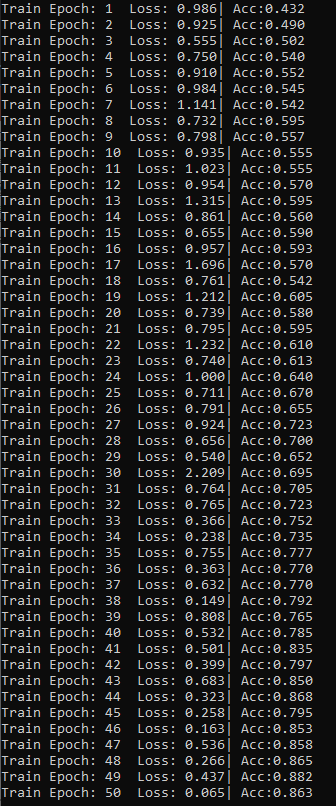 Train Epoch: 1  Loss: 0.986| Acc:0.432
Train Epoch: 2  Loss: 0.925| Acc:0.490
Train Epoch: 3  Loss: 0.555| Acc:0.502
Train Epoch: 4  Loss: 0.750| Acc:0.540
Train Epoch: 5  Loss: 0.910| Acc:0.552
Train Epoch: 6  Loss: 0.984| Acc:0.545
Train Epoch: 7  Loss: 1.141| Acc:0.542
Train Epoch: 8  Loss: 0.732| Acc:0.595
Train Epoch: 9  Loss: 0.798| Acc:0.557
Train Epoch: 10  Loss: 0.935| Acc:0.555
Train Epoch: 11  Loss: 1.023| Acc:0.555
Train Epoch: 12  Loss: 0.954| Acc:0.570
Train Epoch: 13  Loss: 1.315| Acc:0.595
Train Epoch: 14  Loss: 0.861| Acc:0.560
Train Epoch: 15  Loss: 0.655| Acc:0.590
Train Epoch: 16  Loss: 0.957| Acc:0.593
Train Epoch: 17  Loss: 1.696| Acc:0.570
Train Epoch: 18  Loss: 0.761| Acc:0.542
Train Epoch: 19  Loss: 1.212| Acc:0.605
Train Epoch: 20  Loss: 0.739| Acc:0.580
Train Epoch: 21  Loss: 0.795| Acc:0.595
Train Epoch: 22  Loss: 1.232| Acc:0.610
Train Epoch: 23  Loss: 0.740| Acc:0.613
Train Epoch: 24  Loss: 1.000| Acc:0.640
Train Epoch: 25  Loss: 0.711| Acc:0.670
Train Epoch: 26  Loss: 0.791| Acc:0.655
Train Epoch: 27  Loss: 0.924| Acc:0.723
Train Epoch: 28  Loss: 0.656| Acc:0.700
Train Epoch: 29  Loss: 0.540| Acc:0.652
Train Epoch: 30  Loss: 2.209| Acc:0.695
Train Epoch: 31  Loss: 0.764| Acc:0.705
Train Epoch: 32  Loss: 0.765| Acc:0.723
Train Epoch: 33  Loss: 0.366| Acc:0.752
Train Epoch: 34  Loss: 0.238| Acc:0.735
Train Epoch: 35  Loss: 0.755| Acc:0.777
Train Epoch: 36  Loss: 0.363| Acc:0.770
Train Epoch: 37  Loss: 0.632| Acc:0.770
Train Epoch: 38  Loss: 0.149| Acc:0.792
Train Epoch: 39  Loss: 0.808| Acc:0.765
Train Epoch: 40  Loss: 0.532| Acc:0.785
Train Epoch: 41  Loss: 0.501| Acc:0.835
Train Epoch: 42  Loss: 0.399| Acc:0.797
Train Epoch: 43  Loss: 0.683| Acc:0.850
Train Epoch: 44  Loss: 0.323| Acc:0.868
Train Epoch: 45  Loss: 0.258| Acc:0.795
Train Epoch: 46  Loss: 0.163| Acc:0.853
Train Epoch: 47  Loss: 0.536| Acc:0.858
Train Epoch: 48  Loss: 0.266| Acc:0.865
Train Epoch: 49  Loss: 0.437| Acc:0.882
Train Epoch: 50  Loss: 0.065| Acc:0.863